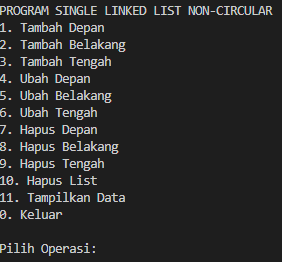 PROGRAM SINGLE LINKED LIST NON-CIRCULAR
1. Tambah Depan
2. Tambah Belakang
3. Tambah Tengah
4. Ubah Depan
5. Ubah Belakang
6. Ubah Tengah
7. Hapus Depan
8. Hapus Belakang
9. Hapus Tengah
10. Hapus List
11. Tampilkan Data
0. Keluar
Pilih Operasi: